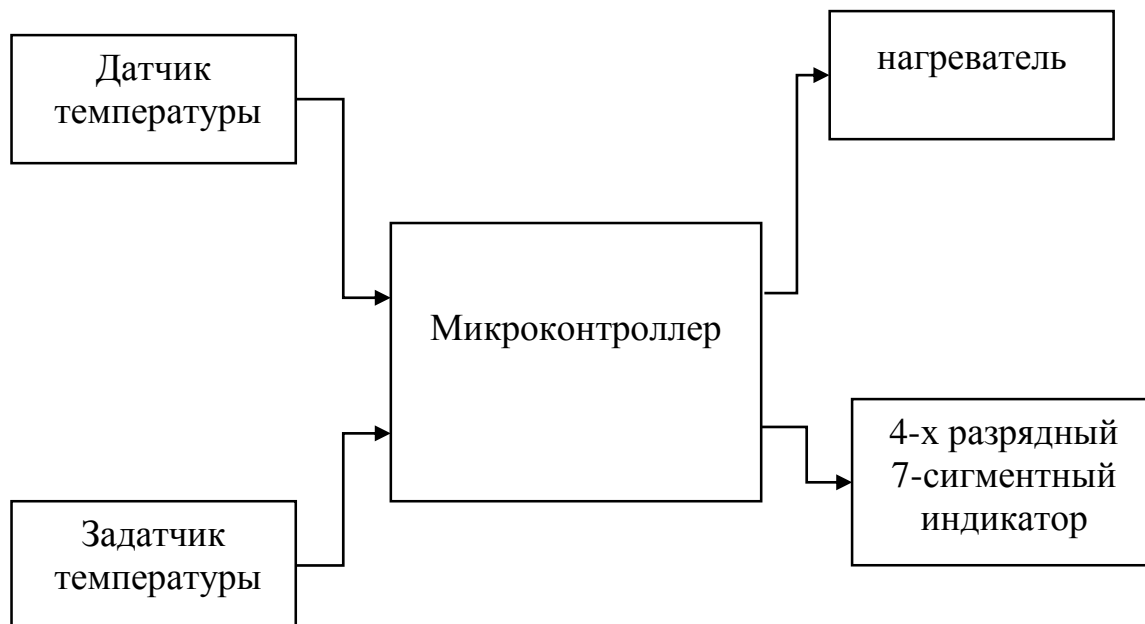 Датчик
температуры
нагреватель
Микроконтроллер
4-х разрядный
7-сигментный
индикатор
Задатчик
температуры